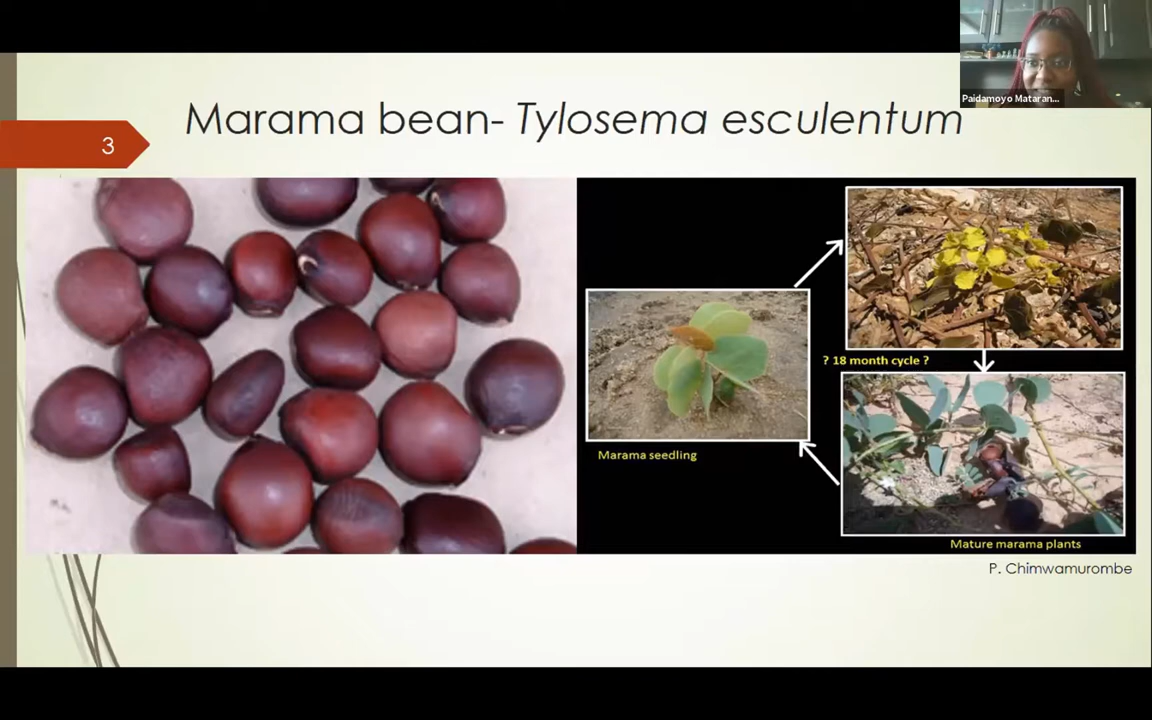 Paidamoyo Mataran...
Marama bean- Tylosema esculentum
3
? 18 month cycle ?
Marama seedling
Mature marama plants
P. Chimwamurombe